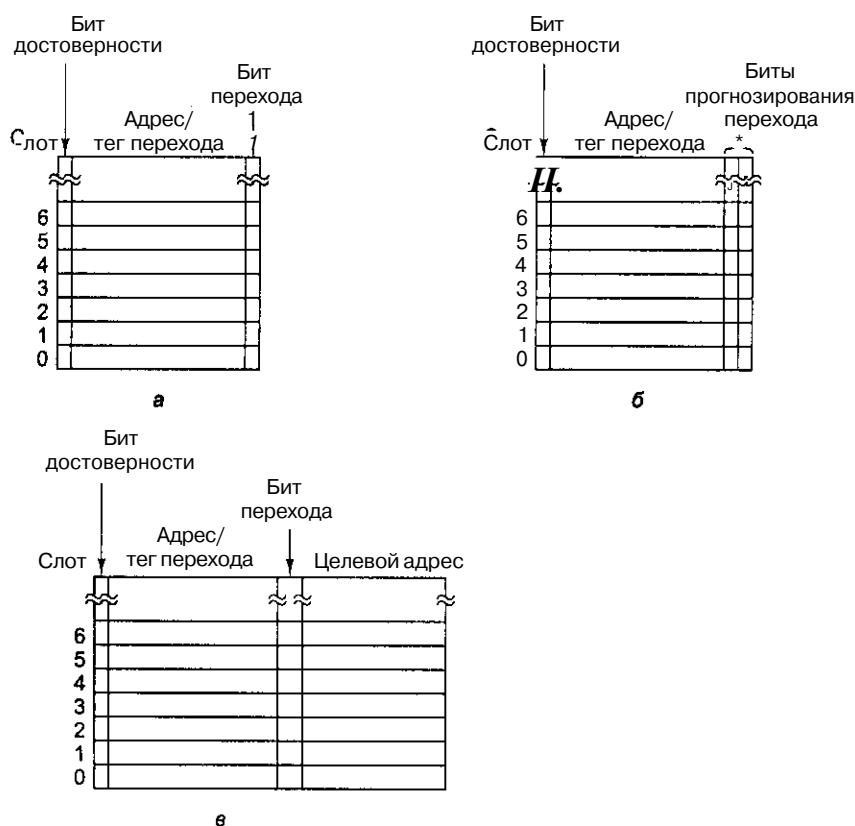 Бит
достоверности
Бит
перехода
1
1
Адрес/
тег перехода
Слот
6
5
4
3
2
1
0
а
Бит
достоверности
Биты
прогнозирования
перехода
*
Адрес/
тег перехода
Слот
И.
6
5
4
3
2
1
0
б
Бит
достоверности
Бит
перехода
Адрес/
тег перехода
Слот
Целевой адрес
6
5
4
3
2
1
0
в